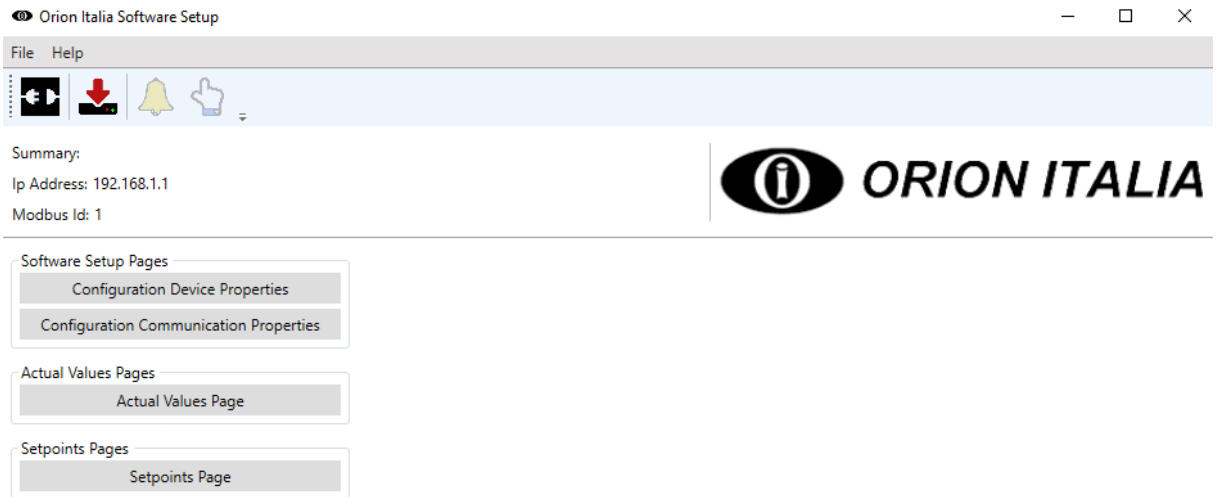 Orion Italia Software Setup
File Help
Summary:
Ip Address: 192.168.1.1
Modbus Id: 1
ORION ITALIA
Software Setup Pages
Configuration Device Properties
Configuration Communication Properties
Actual Values Pages
Actual Values Page
Setpoints Pages
Setpoints Page